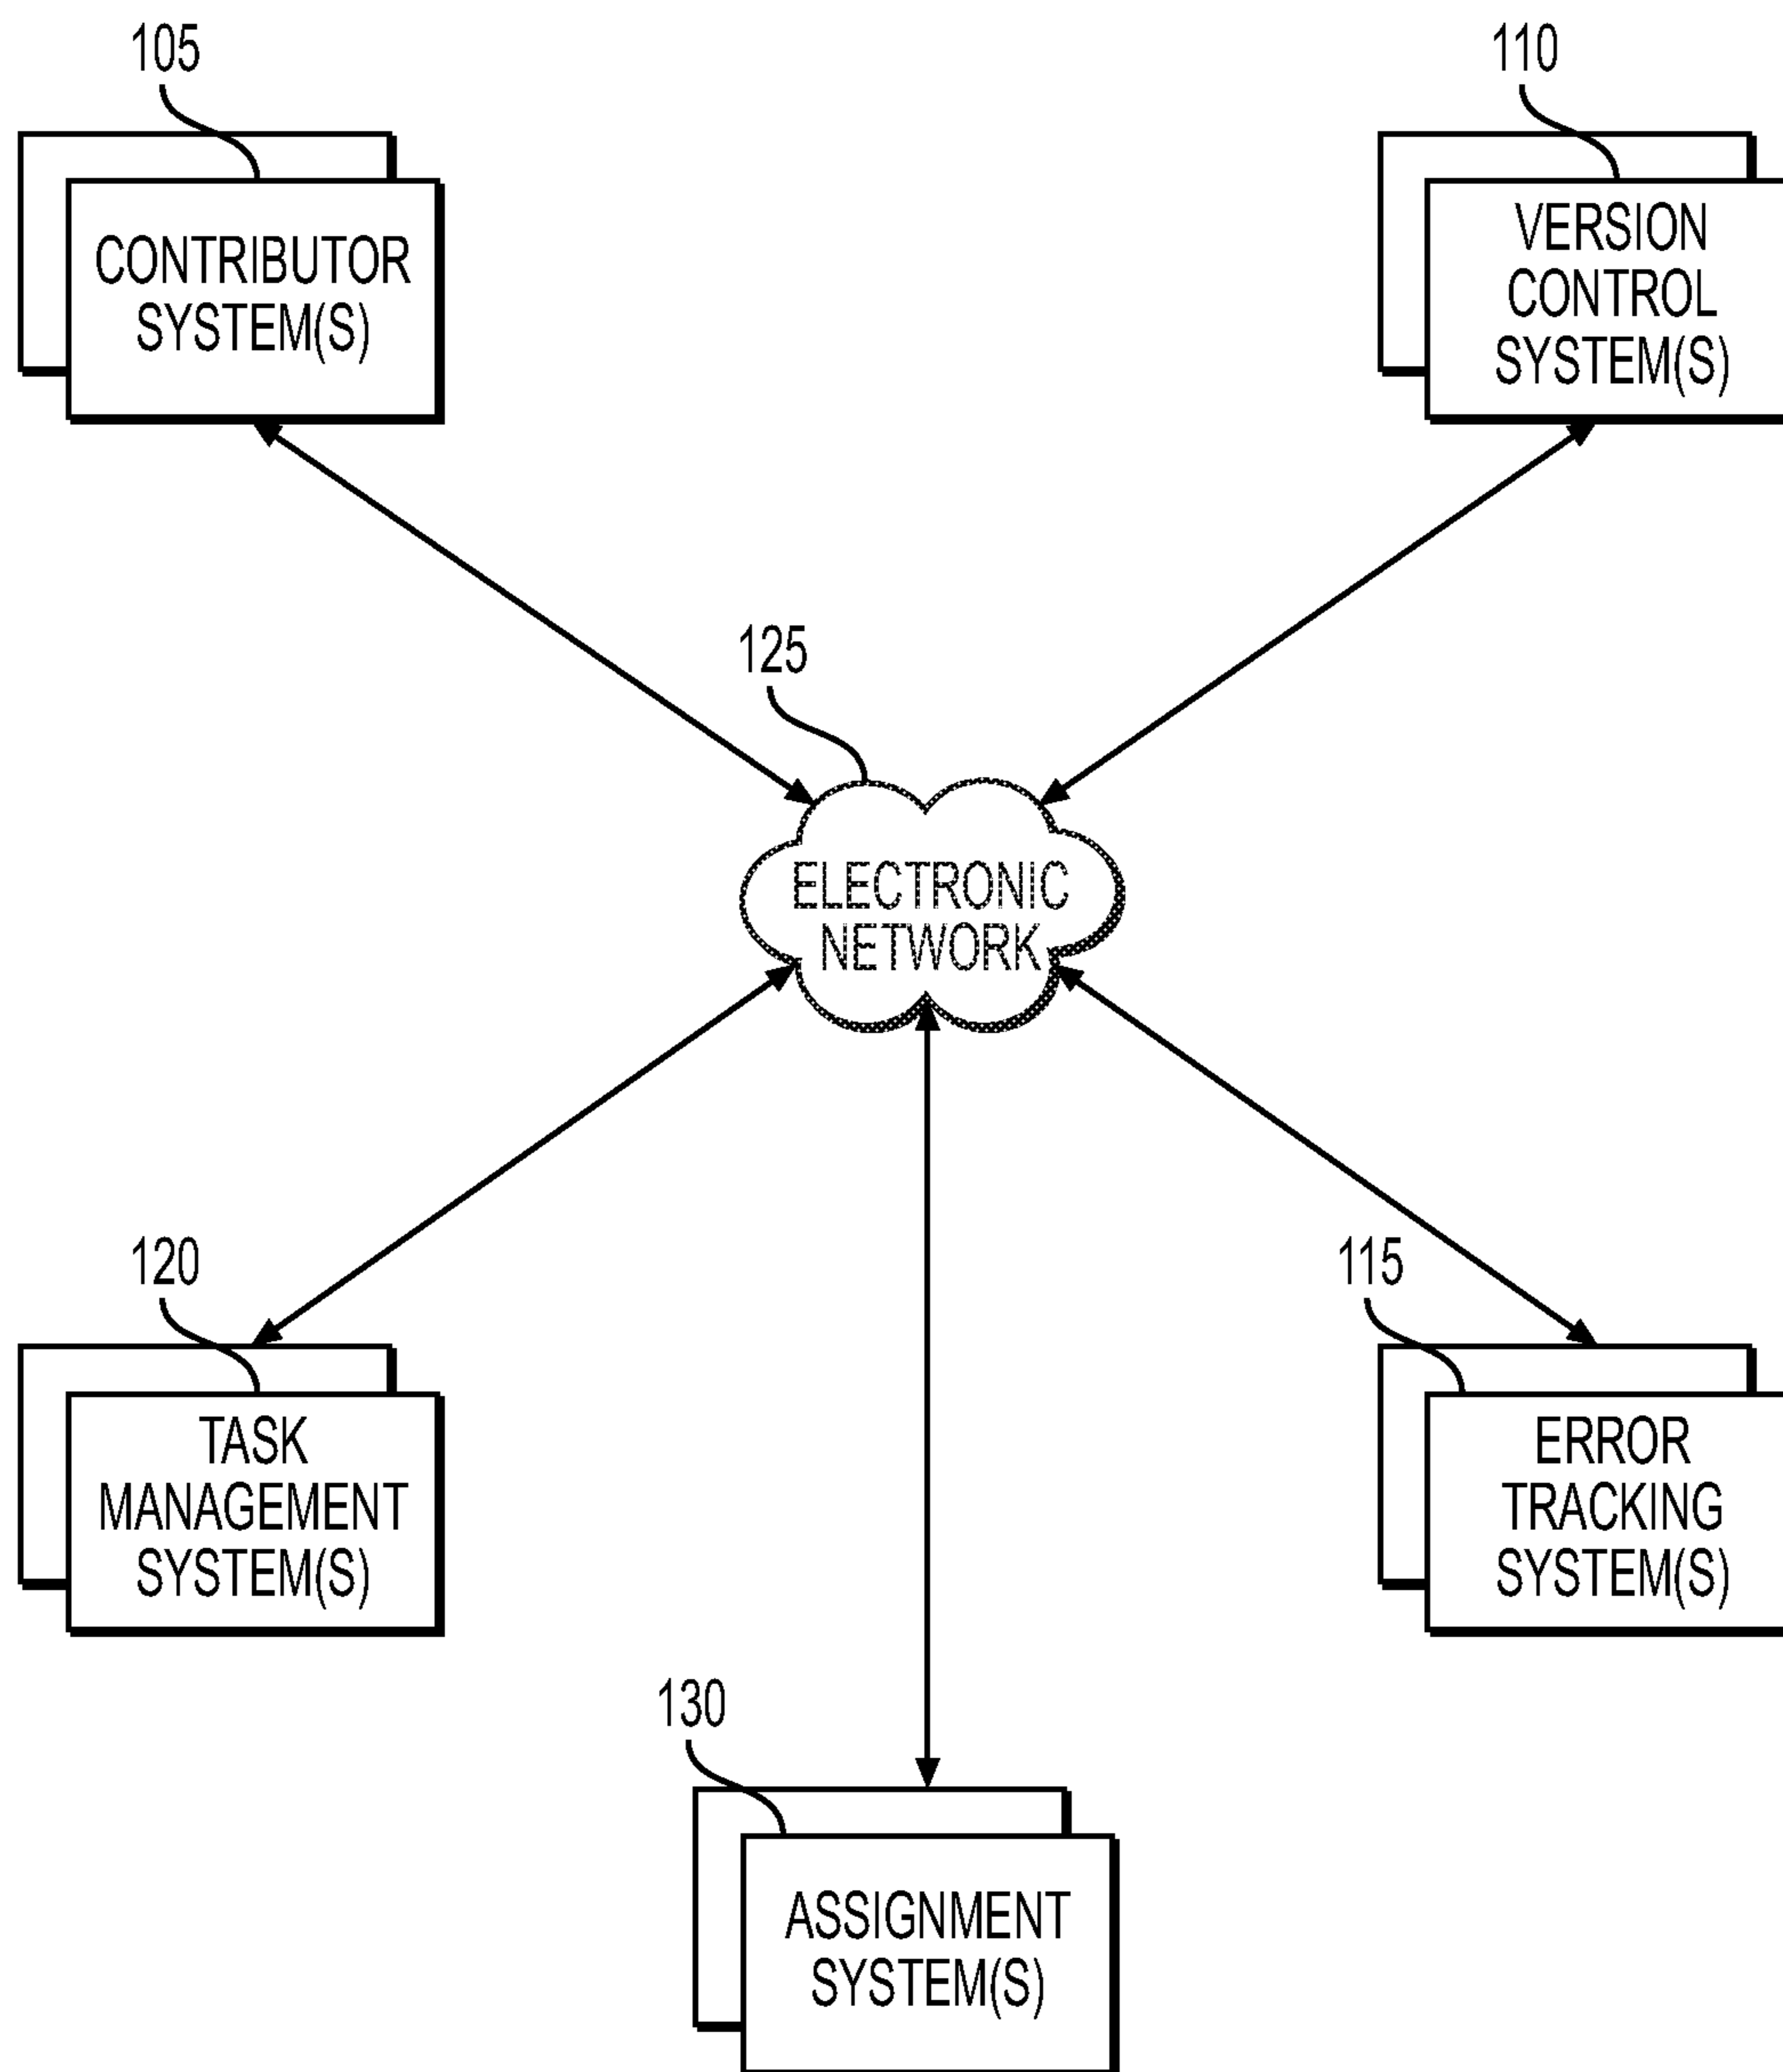 105
110
CONTRIBUTOR
SYSTEM(S)
VERSION
CONTROL
SYSTEM(S)
125
ELECTRONIC
NETWORK
120
115
TASK
MANAGEMENT
SYSTEM(S)
ERROR
TRACKING
SYSTEM(S)
130
ASSIGNMENT
SYSTEM(S)